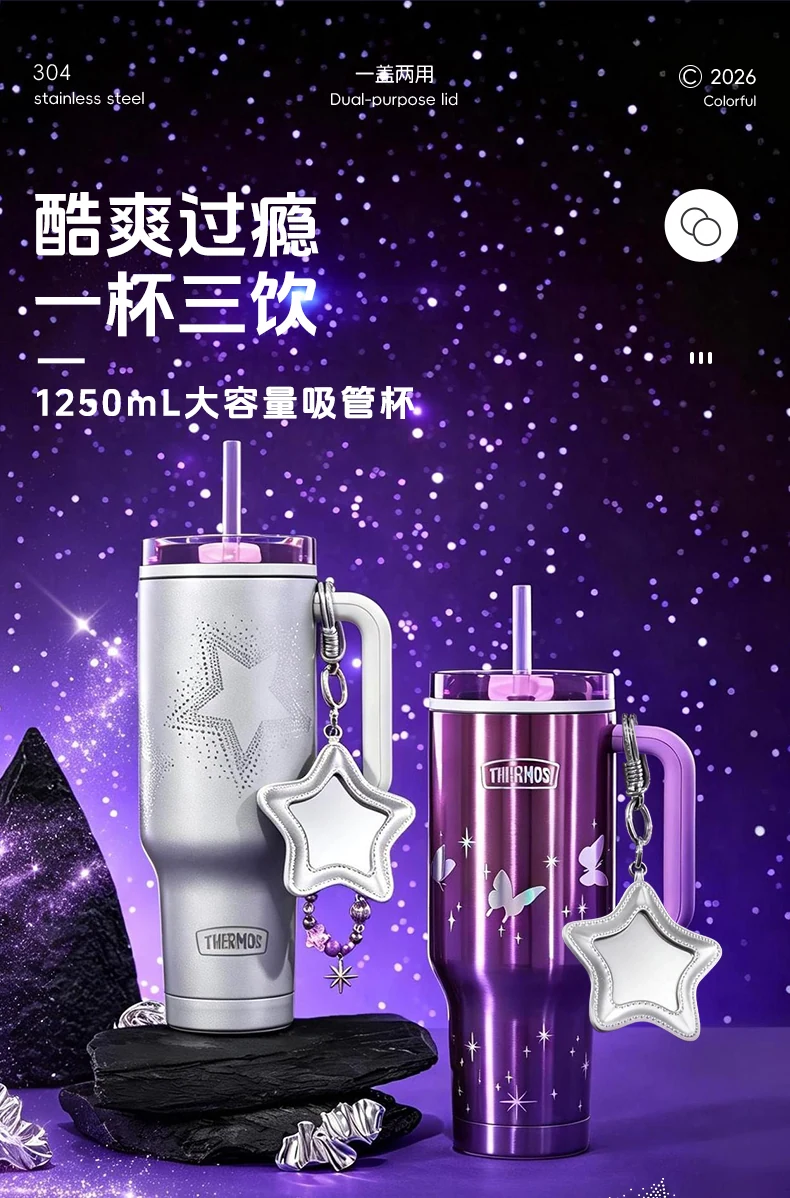 304
stainless steel
一盖两用
Dual-purpose lid
© 2026
Colorful
酷爽过瘾
一杯三饮
1250mL大容量吸管杯
THERMOS
THERMOS